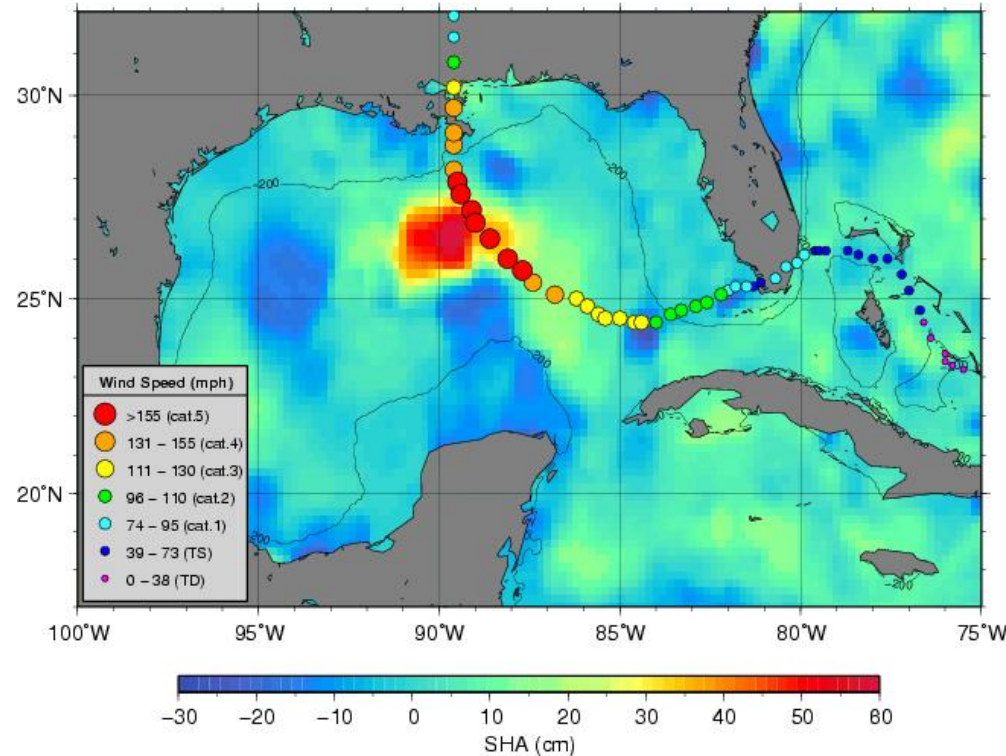 30°N
25°N
20°N
200
200
200
200
-200
Wind Speed (mph)
>155 (cat.5)
131 – 155 (cat.4)
111 – 130 (cat.3)
96 – 110 (cat.2)
74 – 95 (cat.1)
39 – 73 (TS)
0 – 38 (TD)
100°W 95°W 90°W 85°W 80°W 75°W
−30 −20 −10 0 10 20 30 40 50 60
SHA (cm)